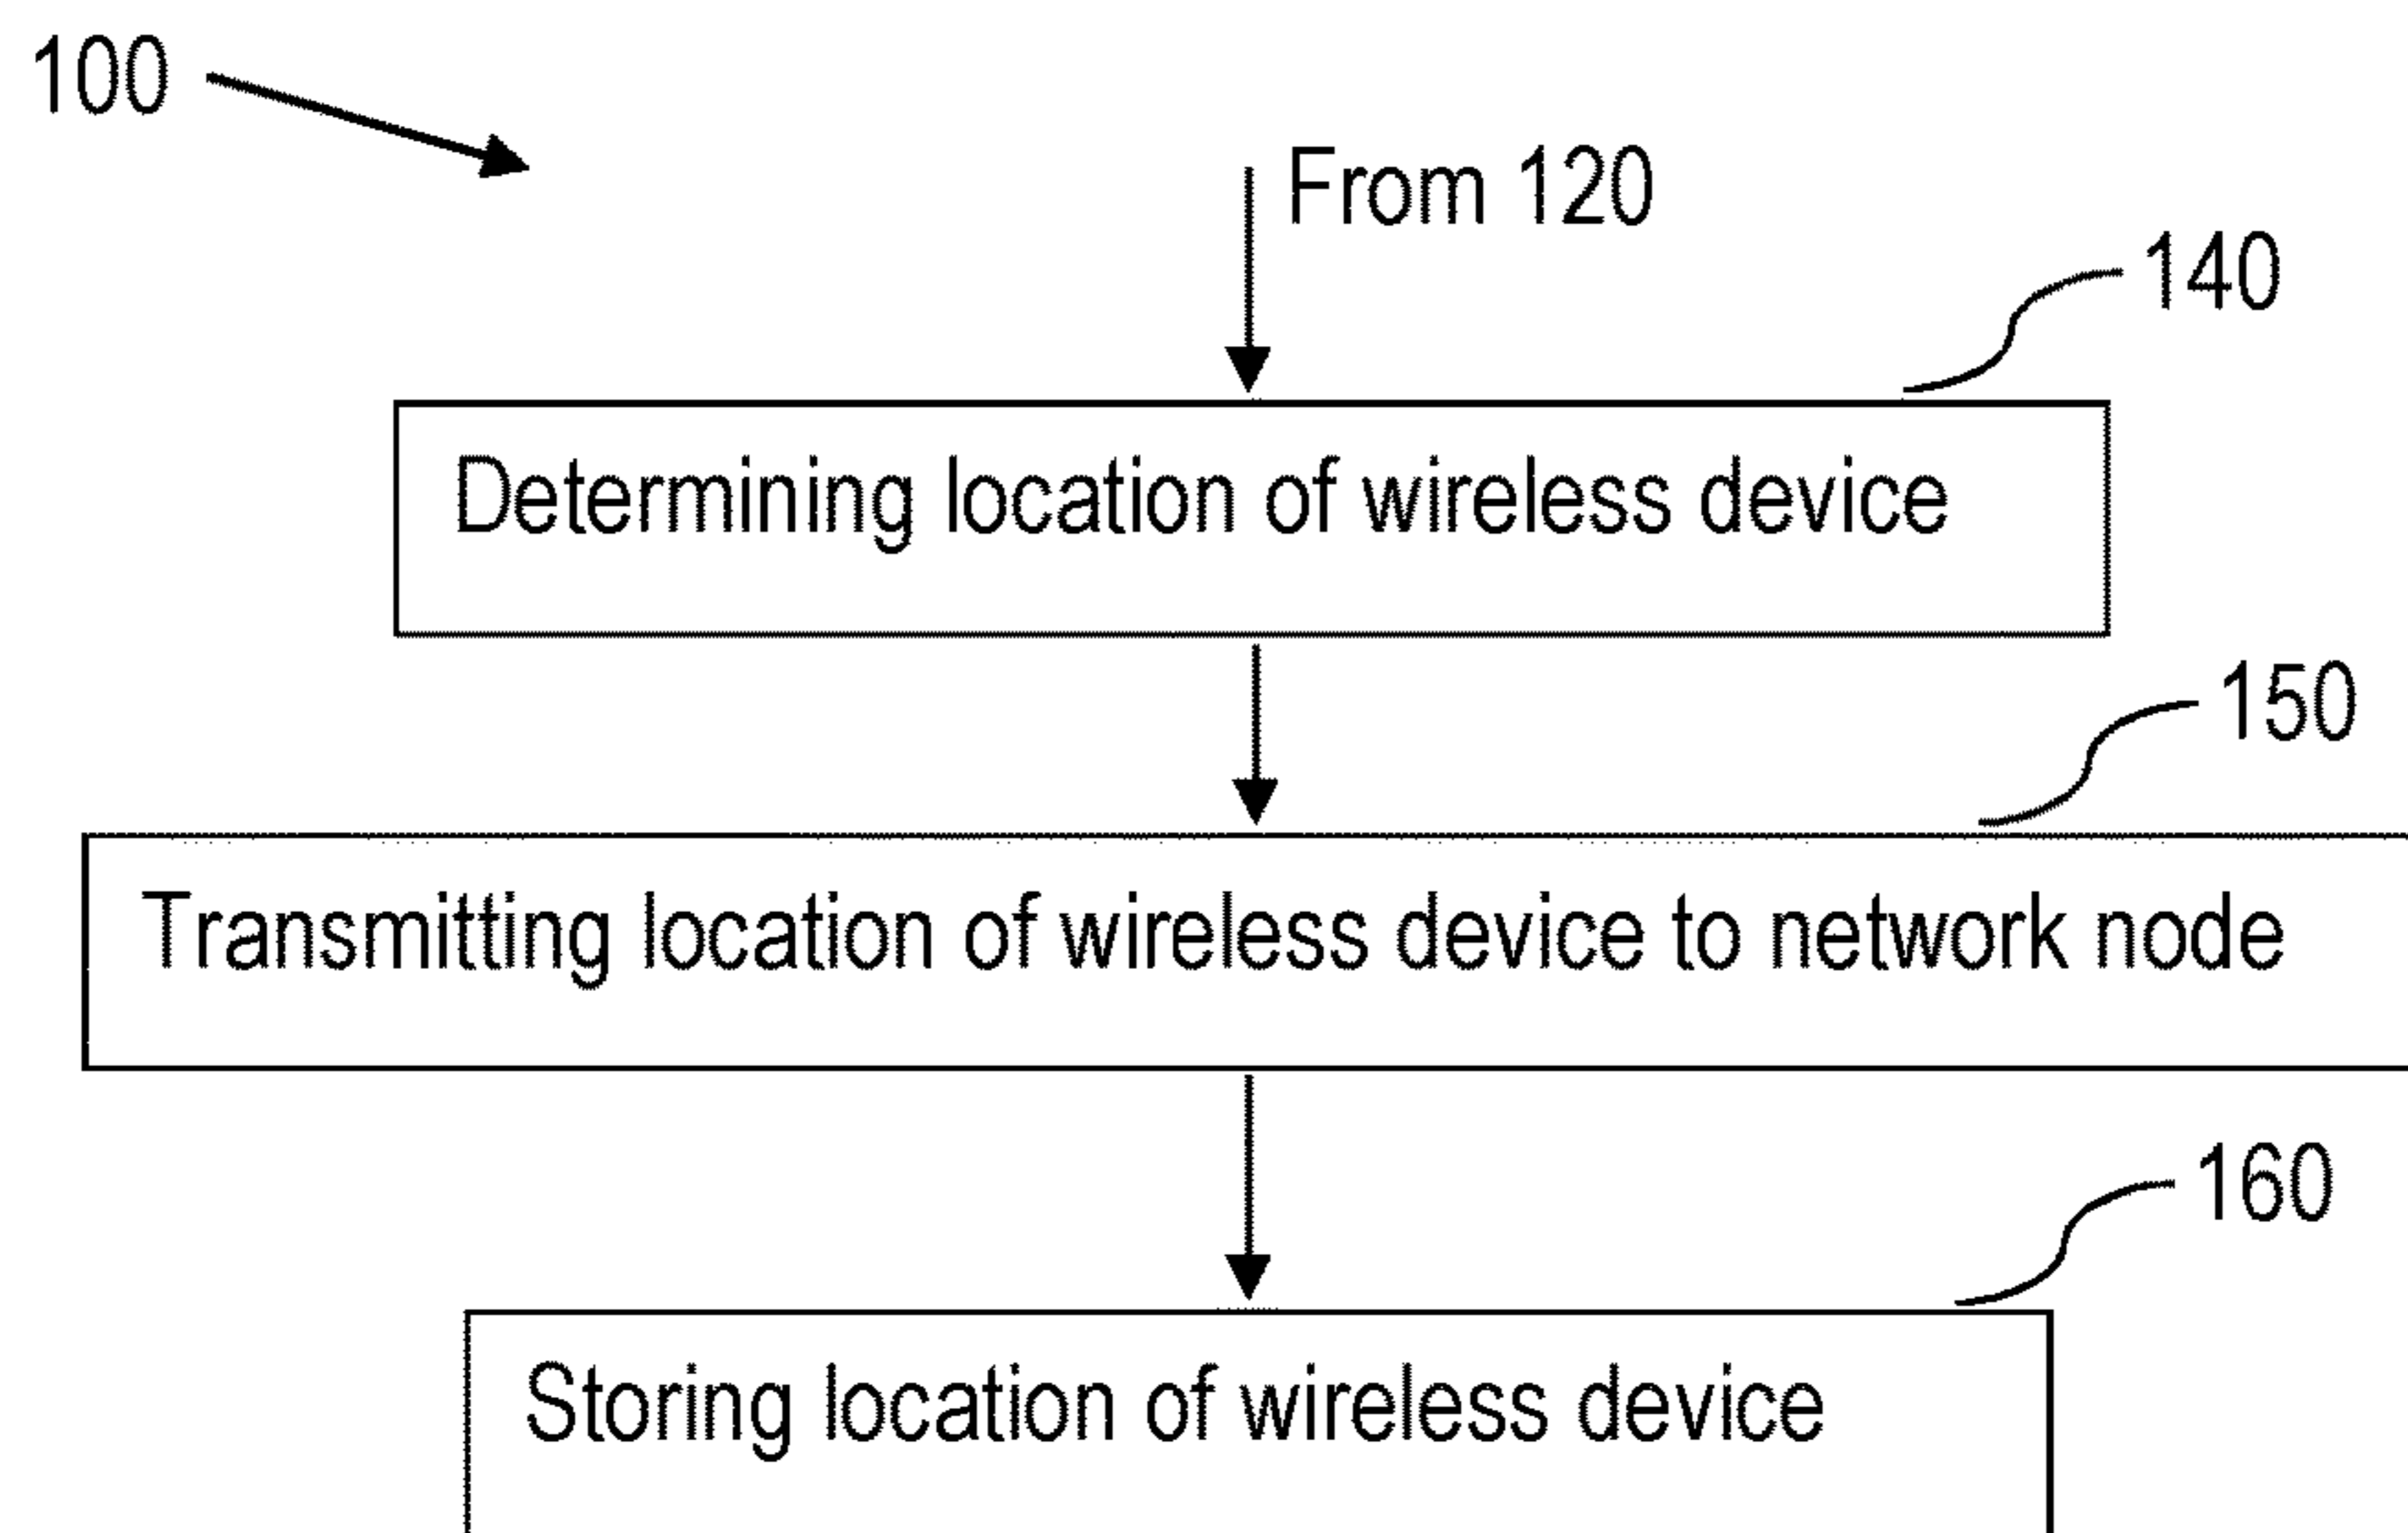 100
From 120
140
Determining location of wireless device
150
Transmitting location of wireless device to network node
160
Storing location of wireless device